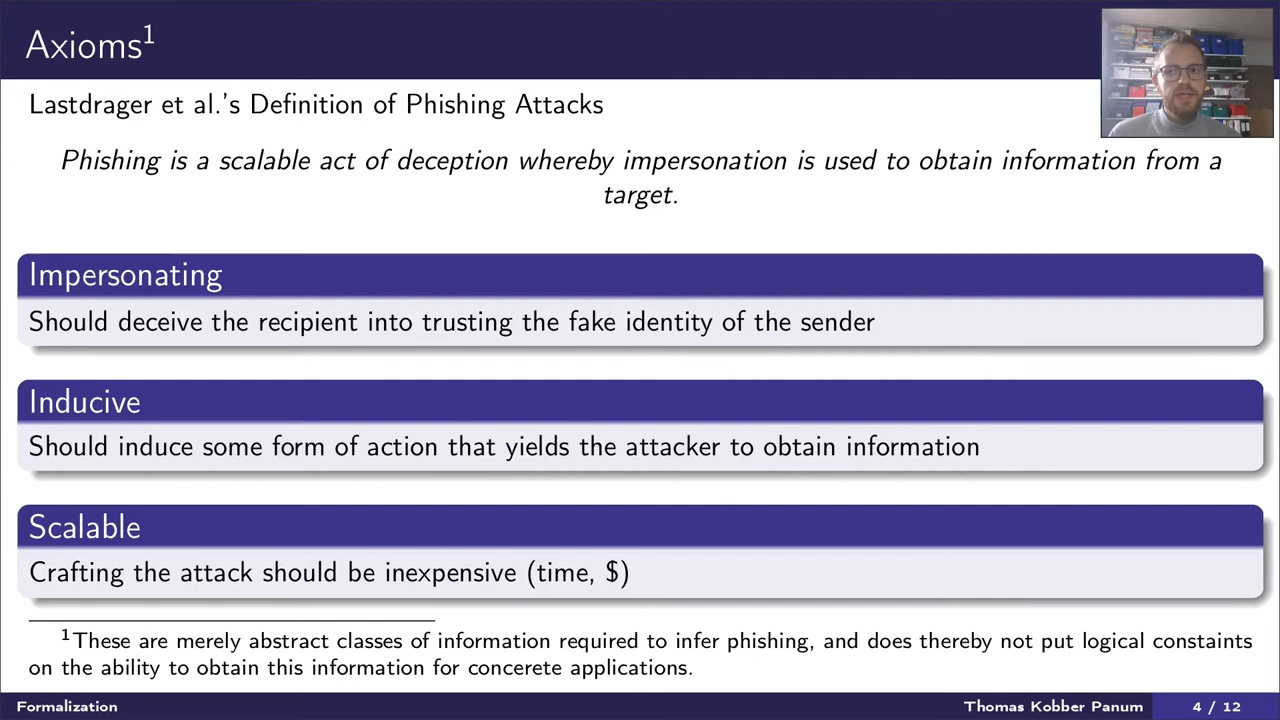 Axioms¹
Lastdrager et al.'s Definition of Phishing Attacks
Phishing is a scalable act of deception whereby impersonation is used to obtain information from a
target.
Impersonating
Should deceive the recipient into trusting the fake identity of the sender
Inducive
Should induce some form of action that yields the attacker to obtain information
Scalable
Crafting the attack should be inexpensive (time, $)
¹These are merely abstract classes of information required to infer phishing, and does thereby not put logical constaints
on the ability to obtain this information for concerete applications.
Formalization
Thomas Kobber Panum
4 / 12